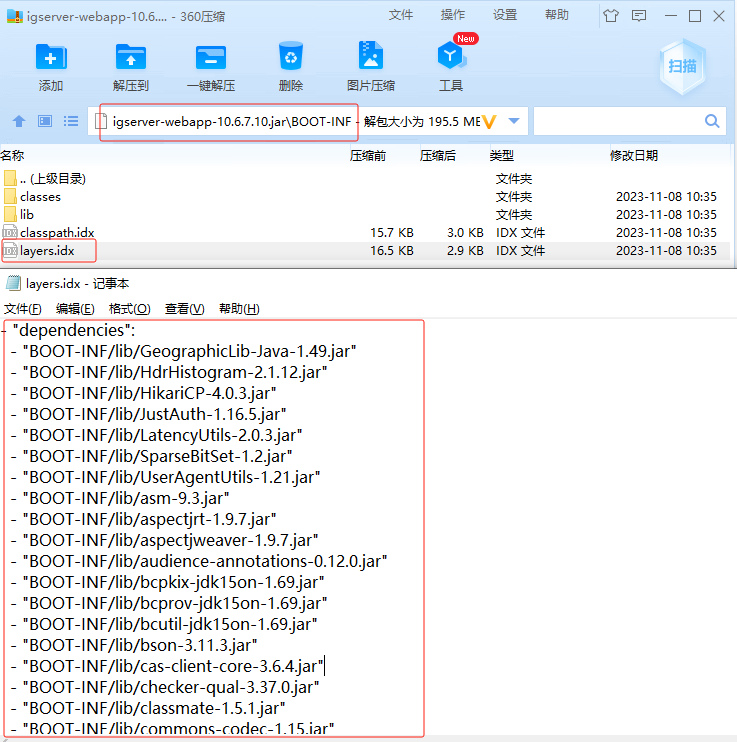 igserver-webapp-10.6.... - 360压缩
文件 操作 设置 帮助
New
添加 解压到 一键解压 删除 图片压缩 工具 扫描
igserver-webapp-10.6.7.10.jar\BOOT-INF - 解包大小为 195.5 ME
名称 压缩前 压缩后 类型 修改日期
.. (上级目录) 文件夹
classes 文件夹 2023-11-08 10:35
lib 文件夹 2023-11-08 10:35
classpath.idx 15.7 KB 3.0 KB IDX 文件 2023-11-08 10:35
layers.idx 16.5 KB 2.9 KB IDX 文件 2023-11-08 10:35
layers.idx - 记事本
文件(F) 编辑(E) 格式(O) 查看(V) 帮助(H)
- "dependencies":
- "BOOT-INF/lib/GeographicLib-Java-1.49.jar"
- "BOOT-INF/lib/HdrHistogram-2.1.12.jar"
- "BOOT-INF/lib/HikariCP-4.0.3.jar"
- "BOOT-INF/lib/JustAuth-1.16.5.jar"
- "BOOT-INF/lib/LatencyUtils-2.0.3.jar"
- "BOOT-INF/lib/SparseBitSet-1.2.jar"
- "BOOT-INF/lib/UserAgentUtils-1.21.jar"
- "BOOT-INF/lib/asm-9.3.jar"
- "BOOT-INF/lib/aspectjrt-1.9.7.jar"
- "BOOT-INF/lib/aspectjweaver-1.9.7.jar"
- "BOOT-INF/lib/audience-annotations-0.12.0.jar"
- "BOOT-INF/lib/bcpkix-jdk15on-1.69.jar"
- "BOOT-INF/lib/bcprov-jdk15on-1.69.jar"
- "BOOT-INF/lib/bcutil-jdk15on-1.69.jar"
- "BOOT-INF/lib/bson-3.11.3.jar"
- "BOOT-INF/lib/cas-client-core-3.6.4.jar"
- "BOOT-INF/lib/checker-qual-3.37.0.jar"
- "BOOT-INF/lib/classmate-1.5.1.jar"
- "BOOT-INF/lib/commons-codec-1.15.jar"